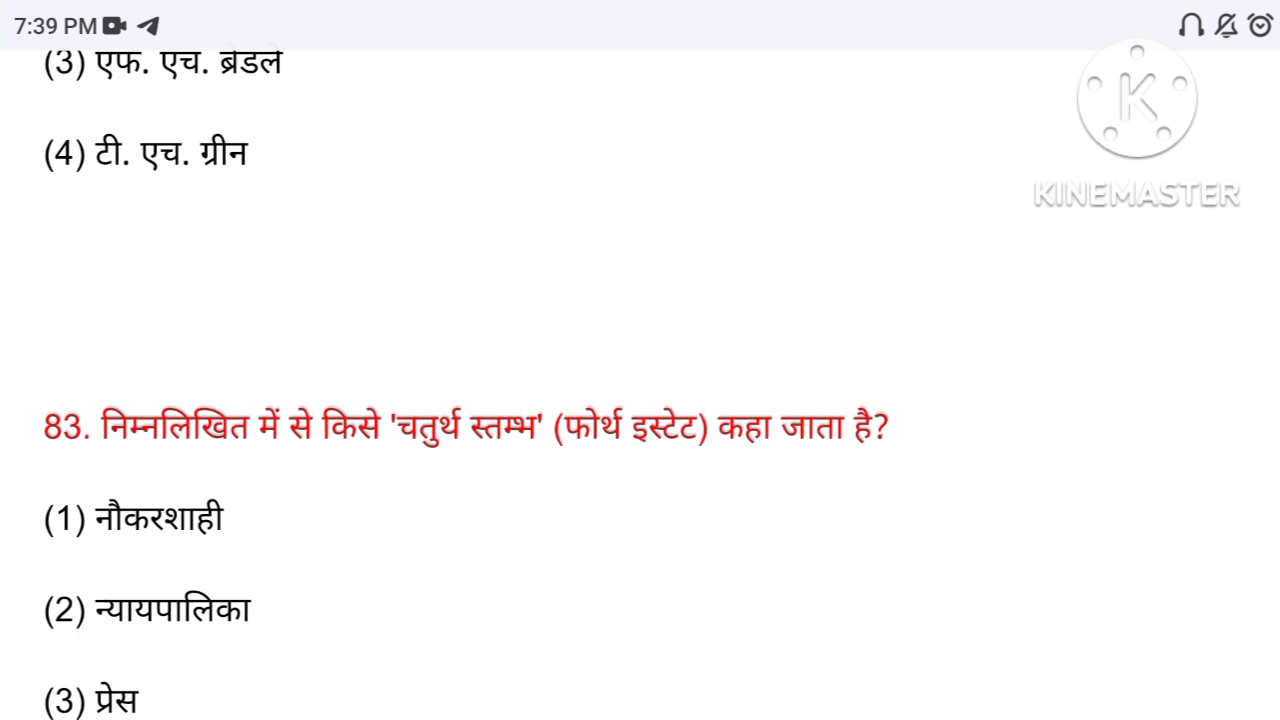 7:39 PM
(3) एफ. एच. ब्रेडले
(4) टी. एच. ग्रीन
KINEMASTER
83. निम्नलिखित में से किसे 'चतुर्थ स्तम्भ' (फोर्थ इस्टेट) कहा जाता है?
(1) नौकरशाही
(2) न्यायपालिका
(3) प्रेस